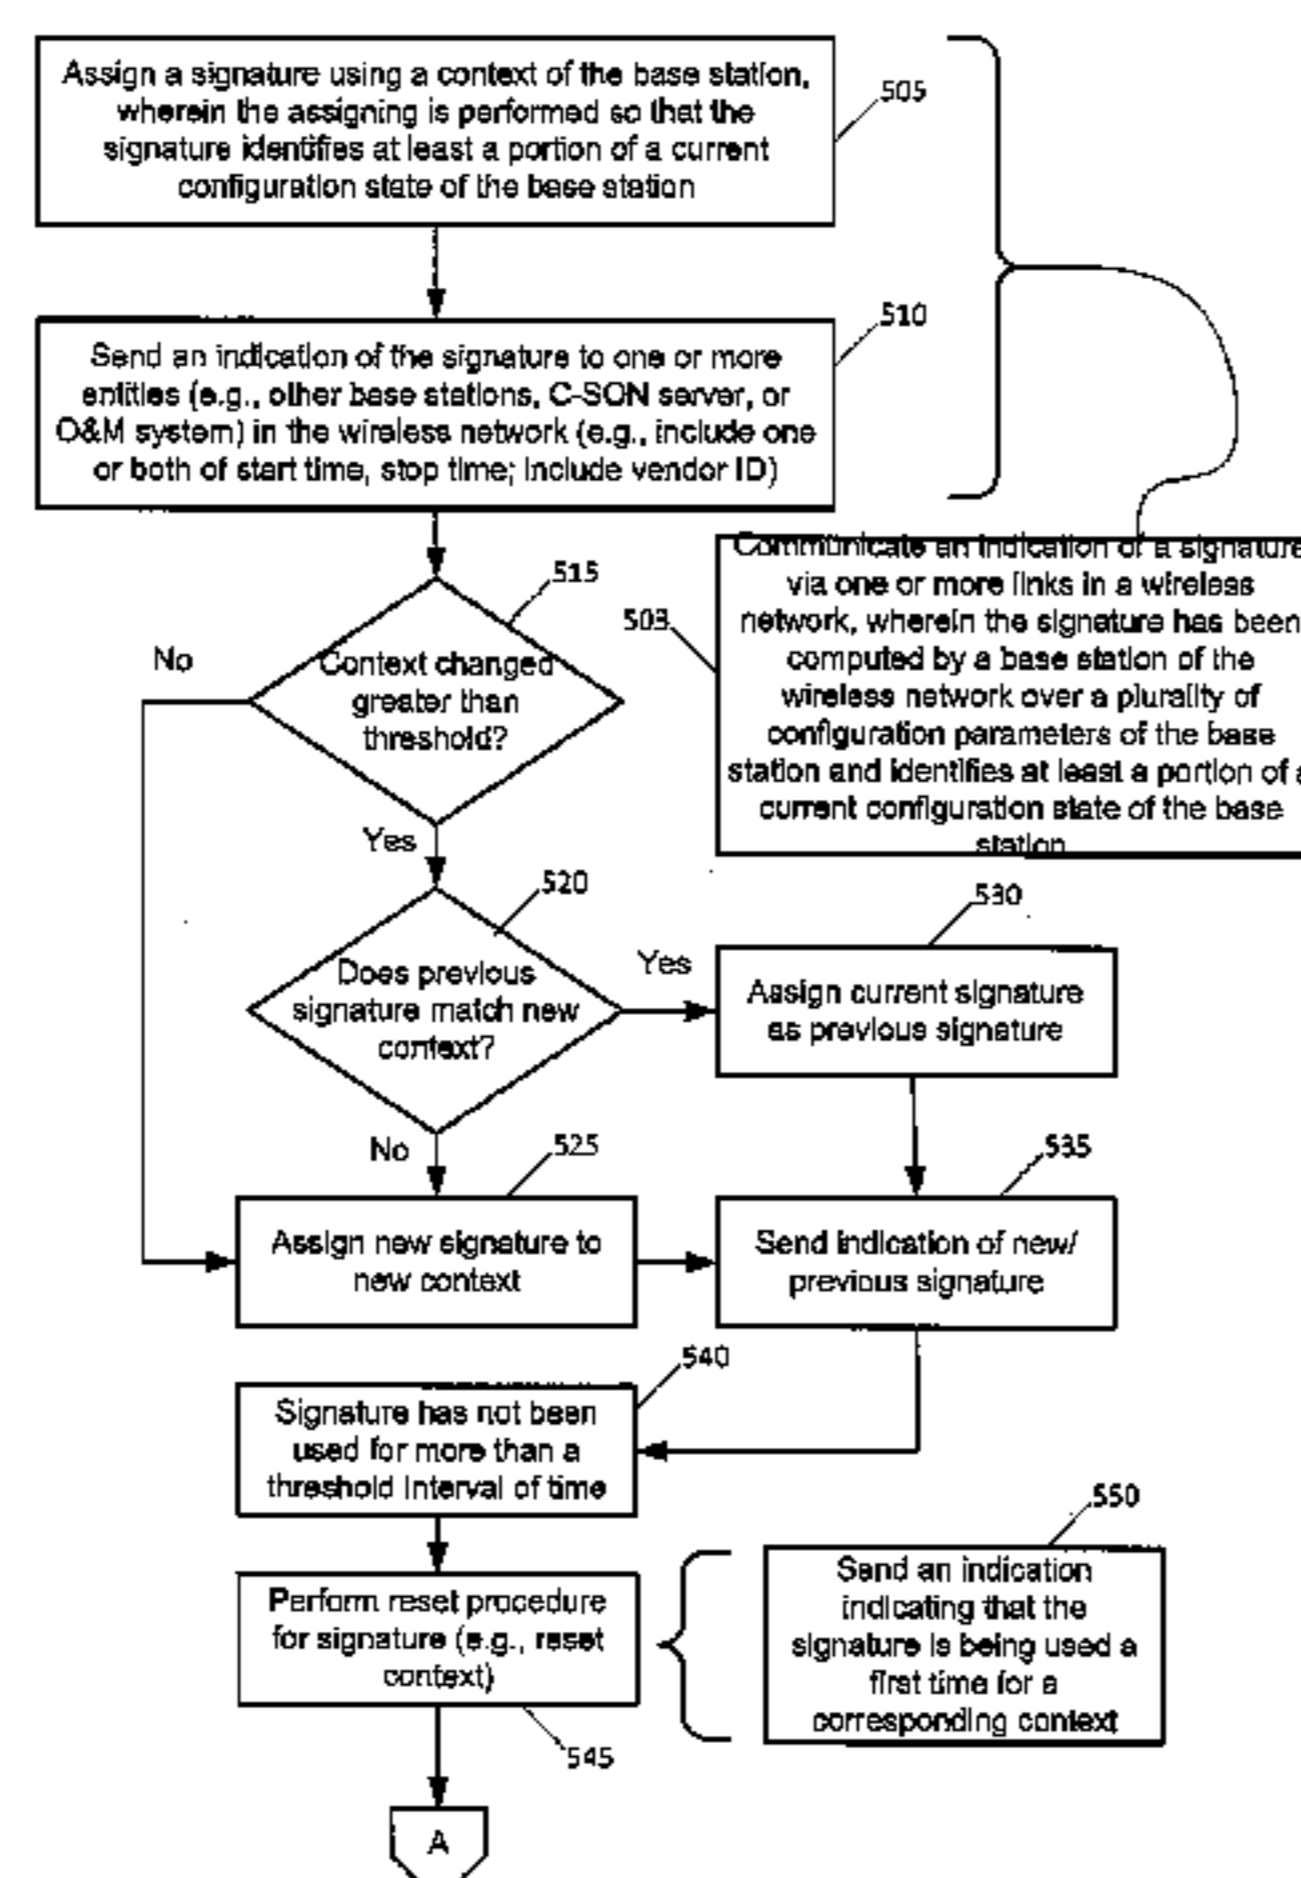 Assign a signature using a context of the base station,
wherein the assigning is performed so that the
signature identifies at least a portion of a current
configuration state of the base station
505
Send an indication of the signature to one or more
entities (e.g., other base stations, C-SON server, or
O&M system) in the wireless network (e.g., include one
or both of start time, stop time; include vendor ID)
510
Communicate an indication of a signature
via one or more links in a wireless
network, wherein the signature has been
computed by a base station of the
wireless network over a plurality of
configuration parameters of the base
station and identifies at least a portion of a
current configuration state of the base
station
503
515
Context changed
greater than
threshold?
No
Yes
520
Does previous
signature match new
context?
Yes
No
530
Assign current signature
as previous signature
525
Assign new signature to
new context
535
Send indication of new/
previous signature
540
Signature has not been
used for more than a
threshold interval of time
Perform reset procedure
for signature (e.g., reset
context)
545
550
Send an indication
indicating that the
signature is being used a
first time for a
corresponding context
A